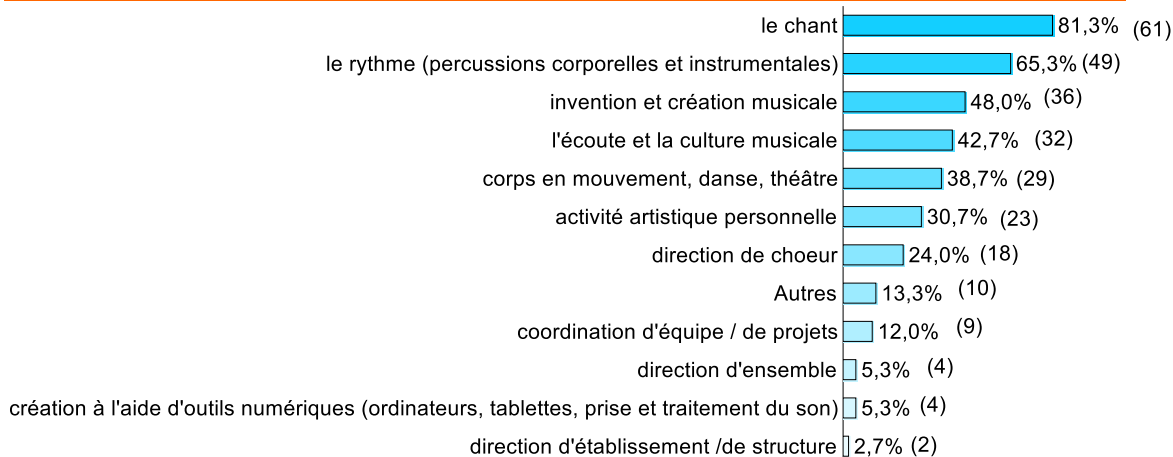 le chant 81,3% (61)
le rythme (percussions corporelles et instrumentales) 65,3% (49)
invention et création musicale 48,0% (36)
l'écoute et la culture musicale 42,7% (32)
corps en mouvement, danse, théâtre 38,7% (29)
activité artistique personnelle 30,7% (23)
direction de choeur 24,0% (18)
Autres 13,3% (10)
coordination d'équipe / de projets 12,0% (9)
direction d'ensemble 5,3% (4)
création à l'aide d'outils numériques (ordinateurs, tablettes, prise et traitement du son) 5,3% (4)
direction d'établissement /de structure 2,7% (2)